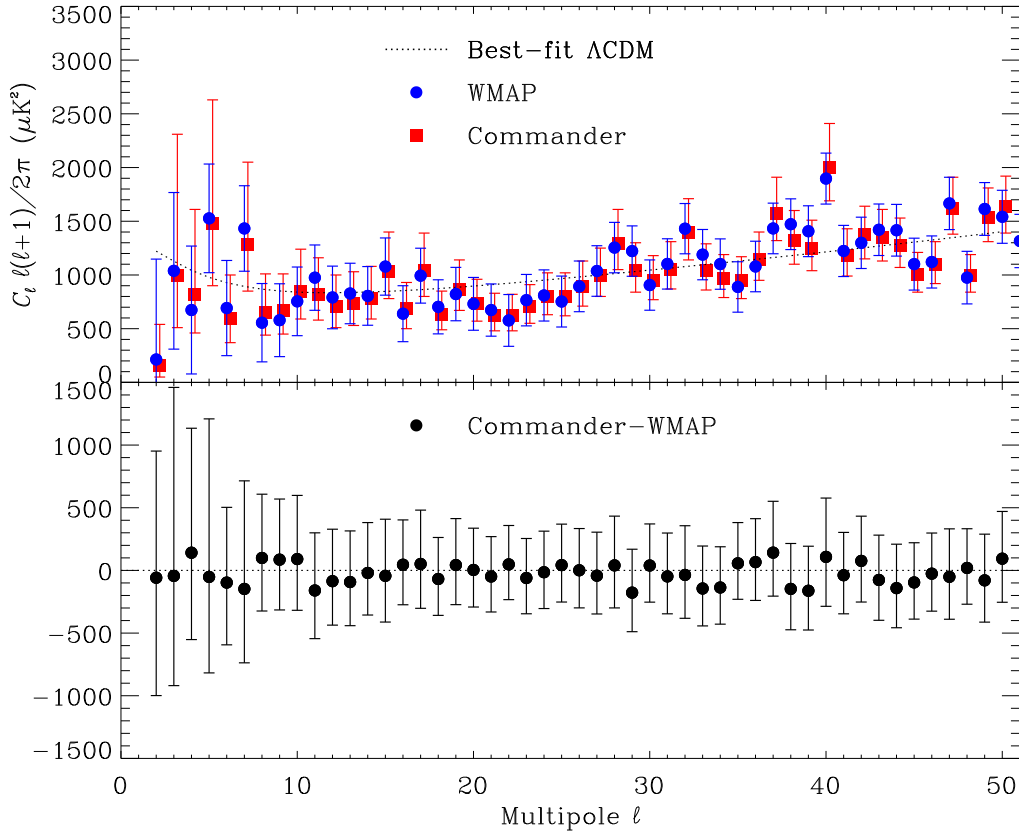 3500
3000
2500
2000
1500
1000
500
0
C_ℓ ℓ(ℓ+1)/2π (μK²)
Best−fit ΛCDM
WMAP
Commander
1500
1000
500
0
−500
−1000
−1500
Commander−WMAP
0 10 20 30 40 50
Multipole ℓ